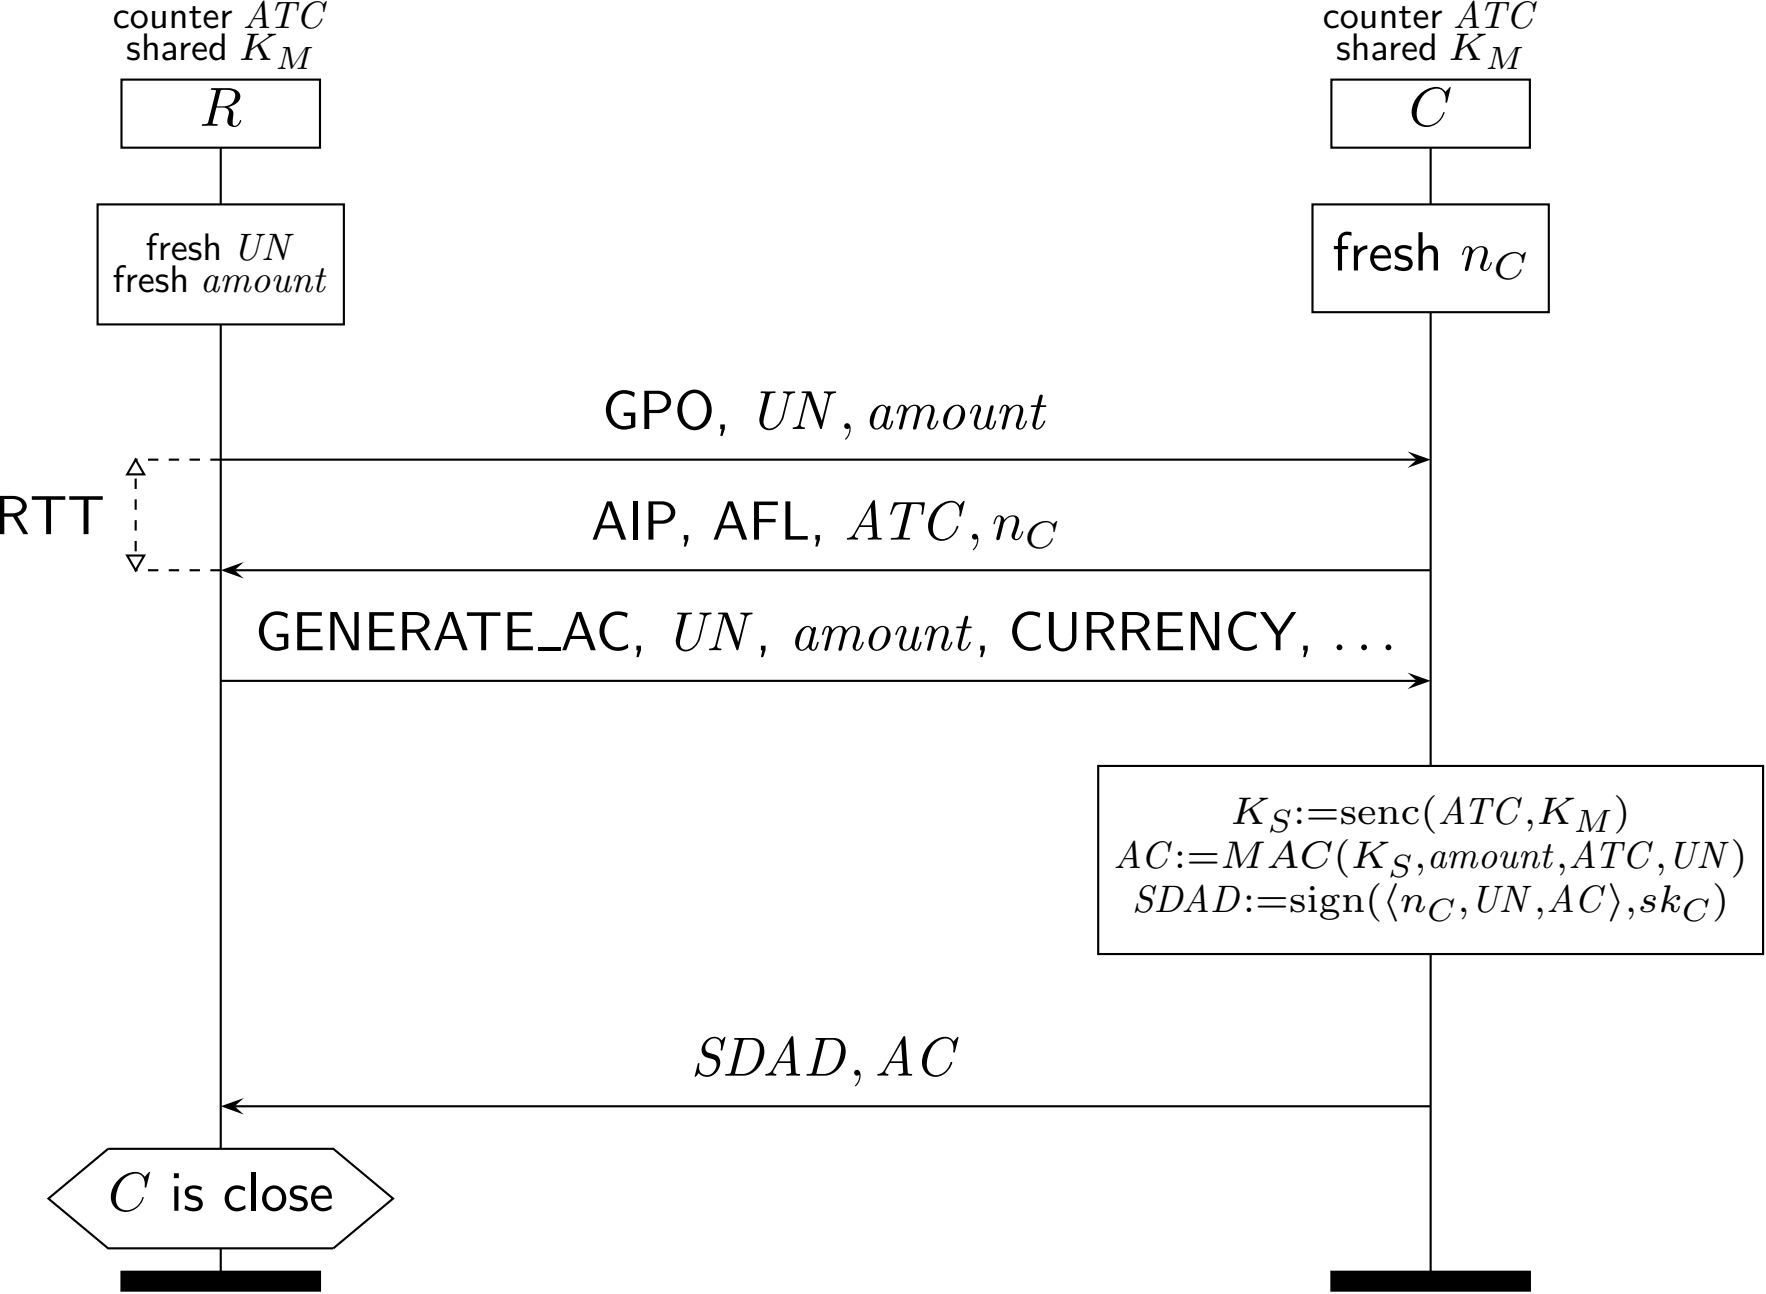 counter ATC
shared K_M
R
counter ATC
shared K_M
C
fresh UN
fresh amount
fresh n_C
GPO, UN, amount
RTT
AIP, AFL, ATC, n_C
GENERATE_AC, UN, amount, CURRENCY, ...
K_S:=senc(ATC,K_M)
AC:=MAC(K_S,amount,ATC,UN)
SDAD:=sign(⟨n_C,UN,AC⟩,sk_C)
SDAD, AC
C is close